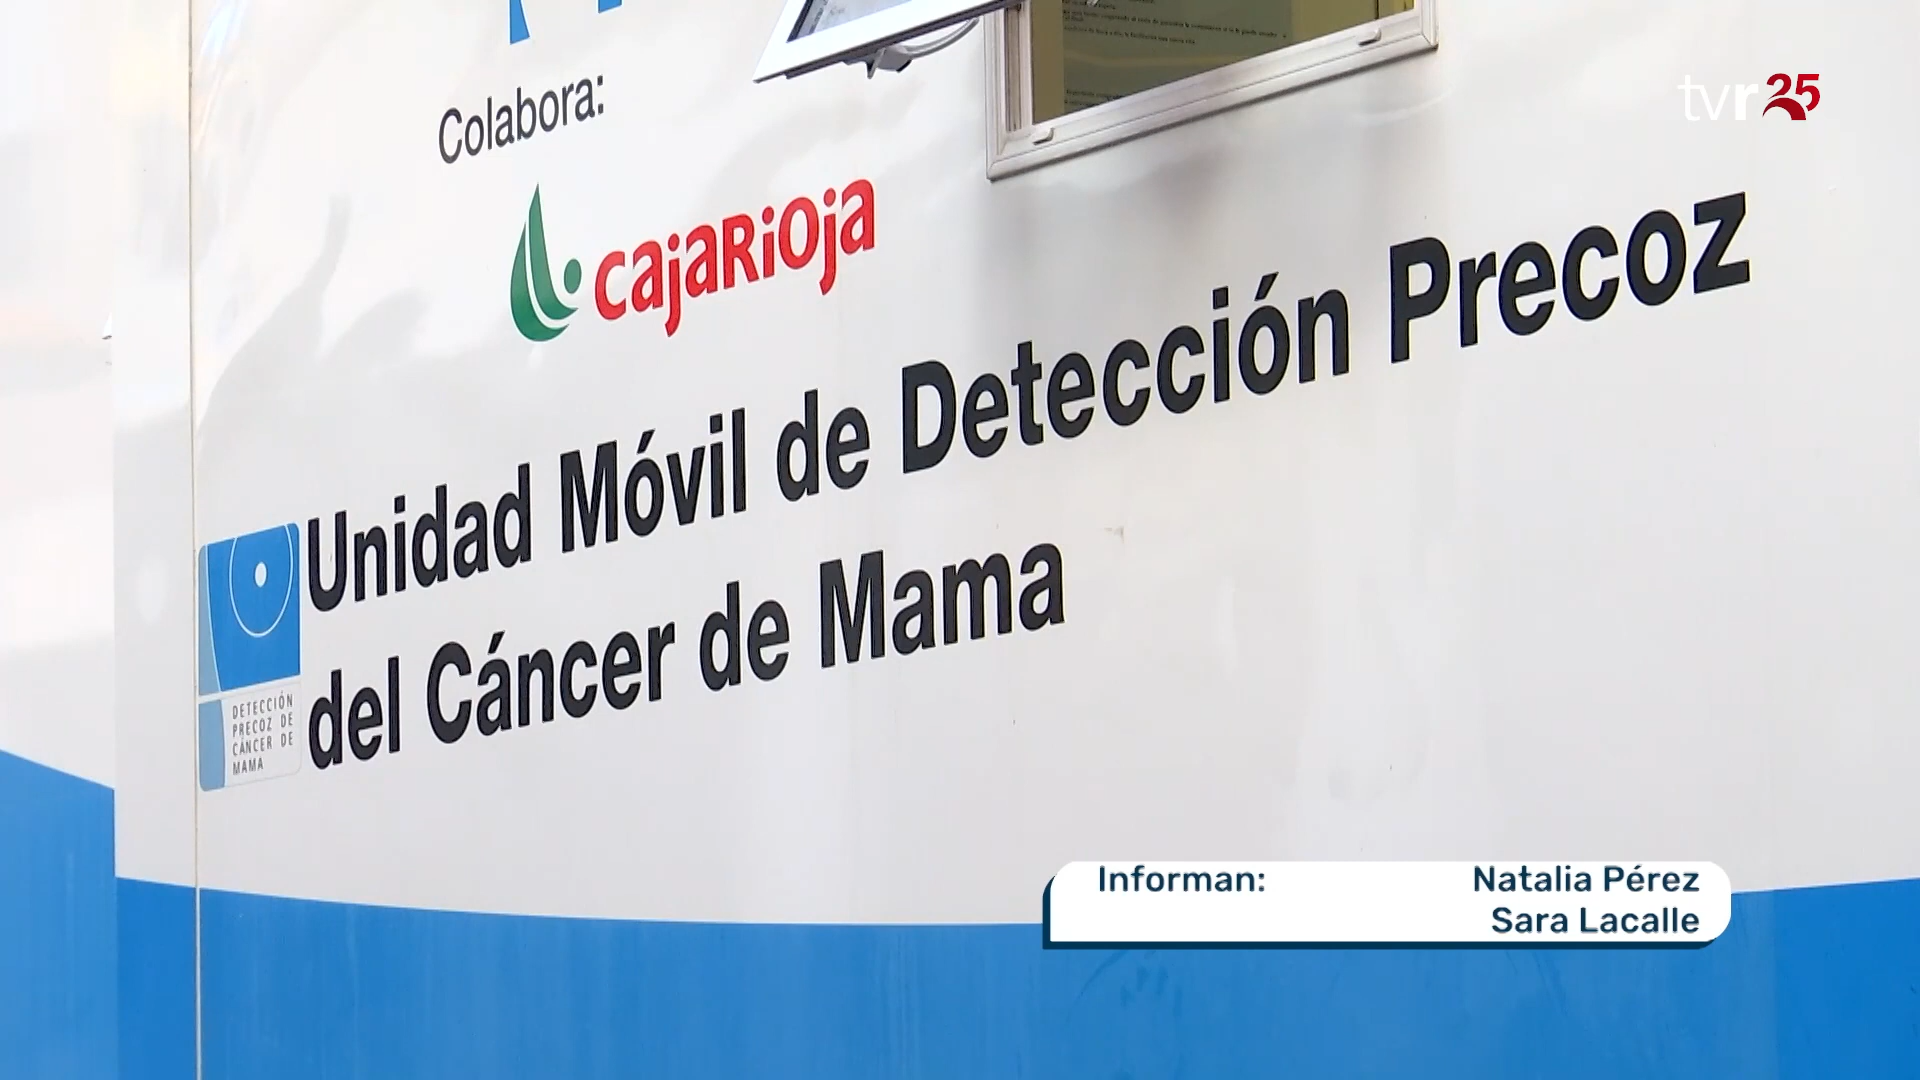 tvr 25
Colabora:
cajaRioja
Unidad Móvil de Detección Precoz
del Cáncer de Mama
DETECCIÓN
PRECOZ DE
CÁNCER DE
MAMA
Informan: Natalia Pérez
Sara Lacalle